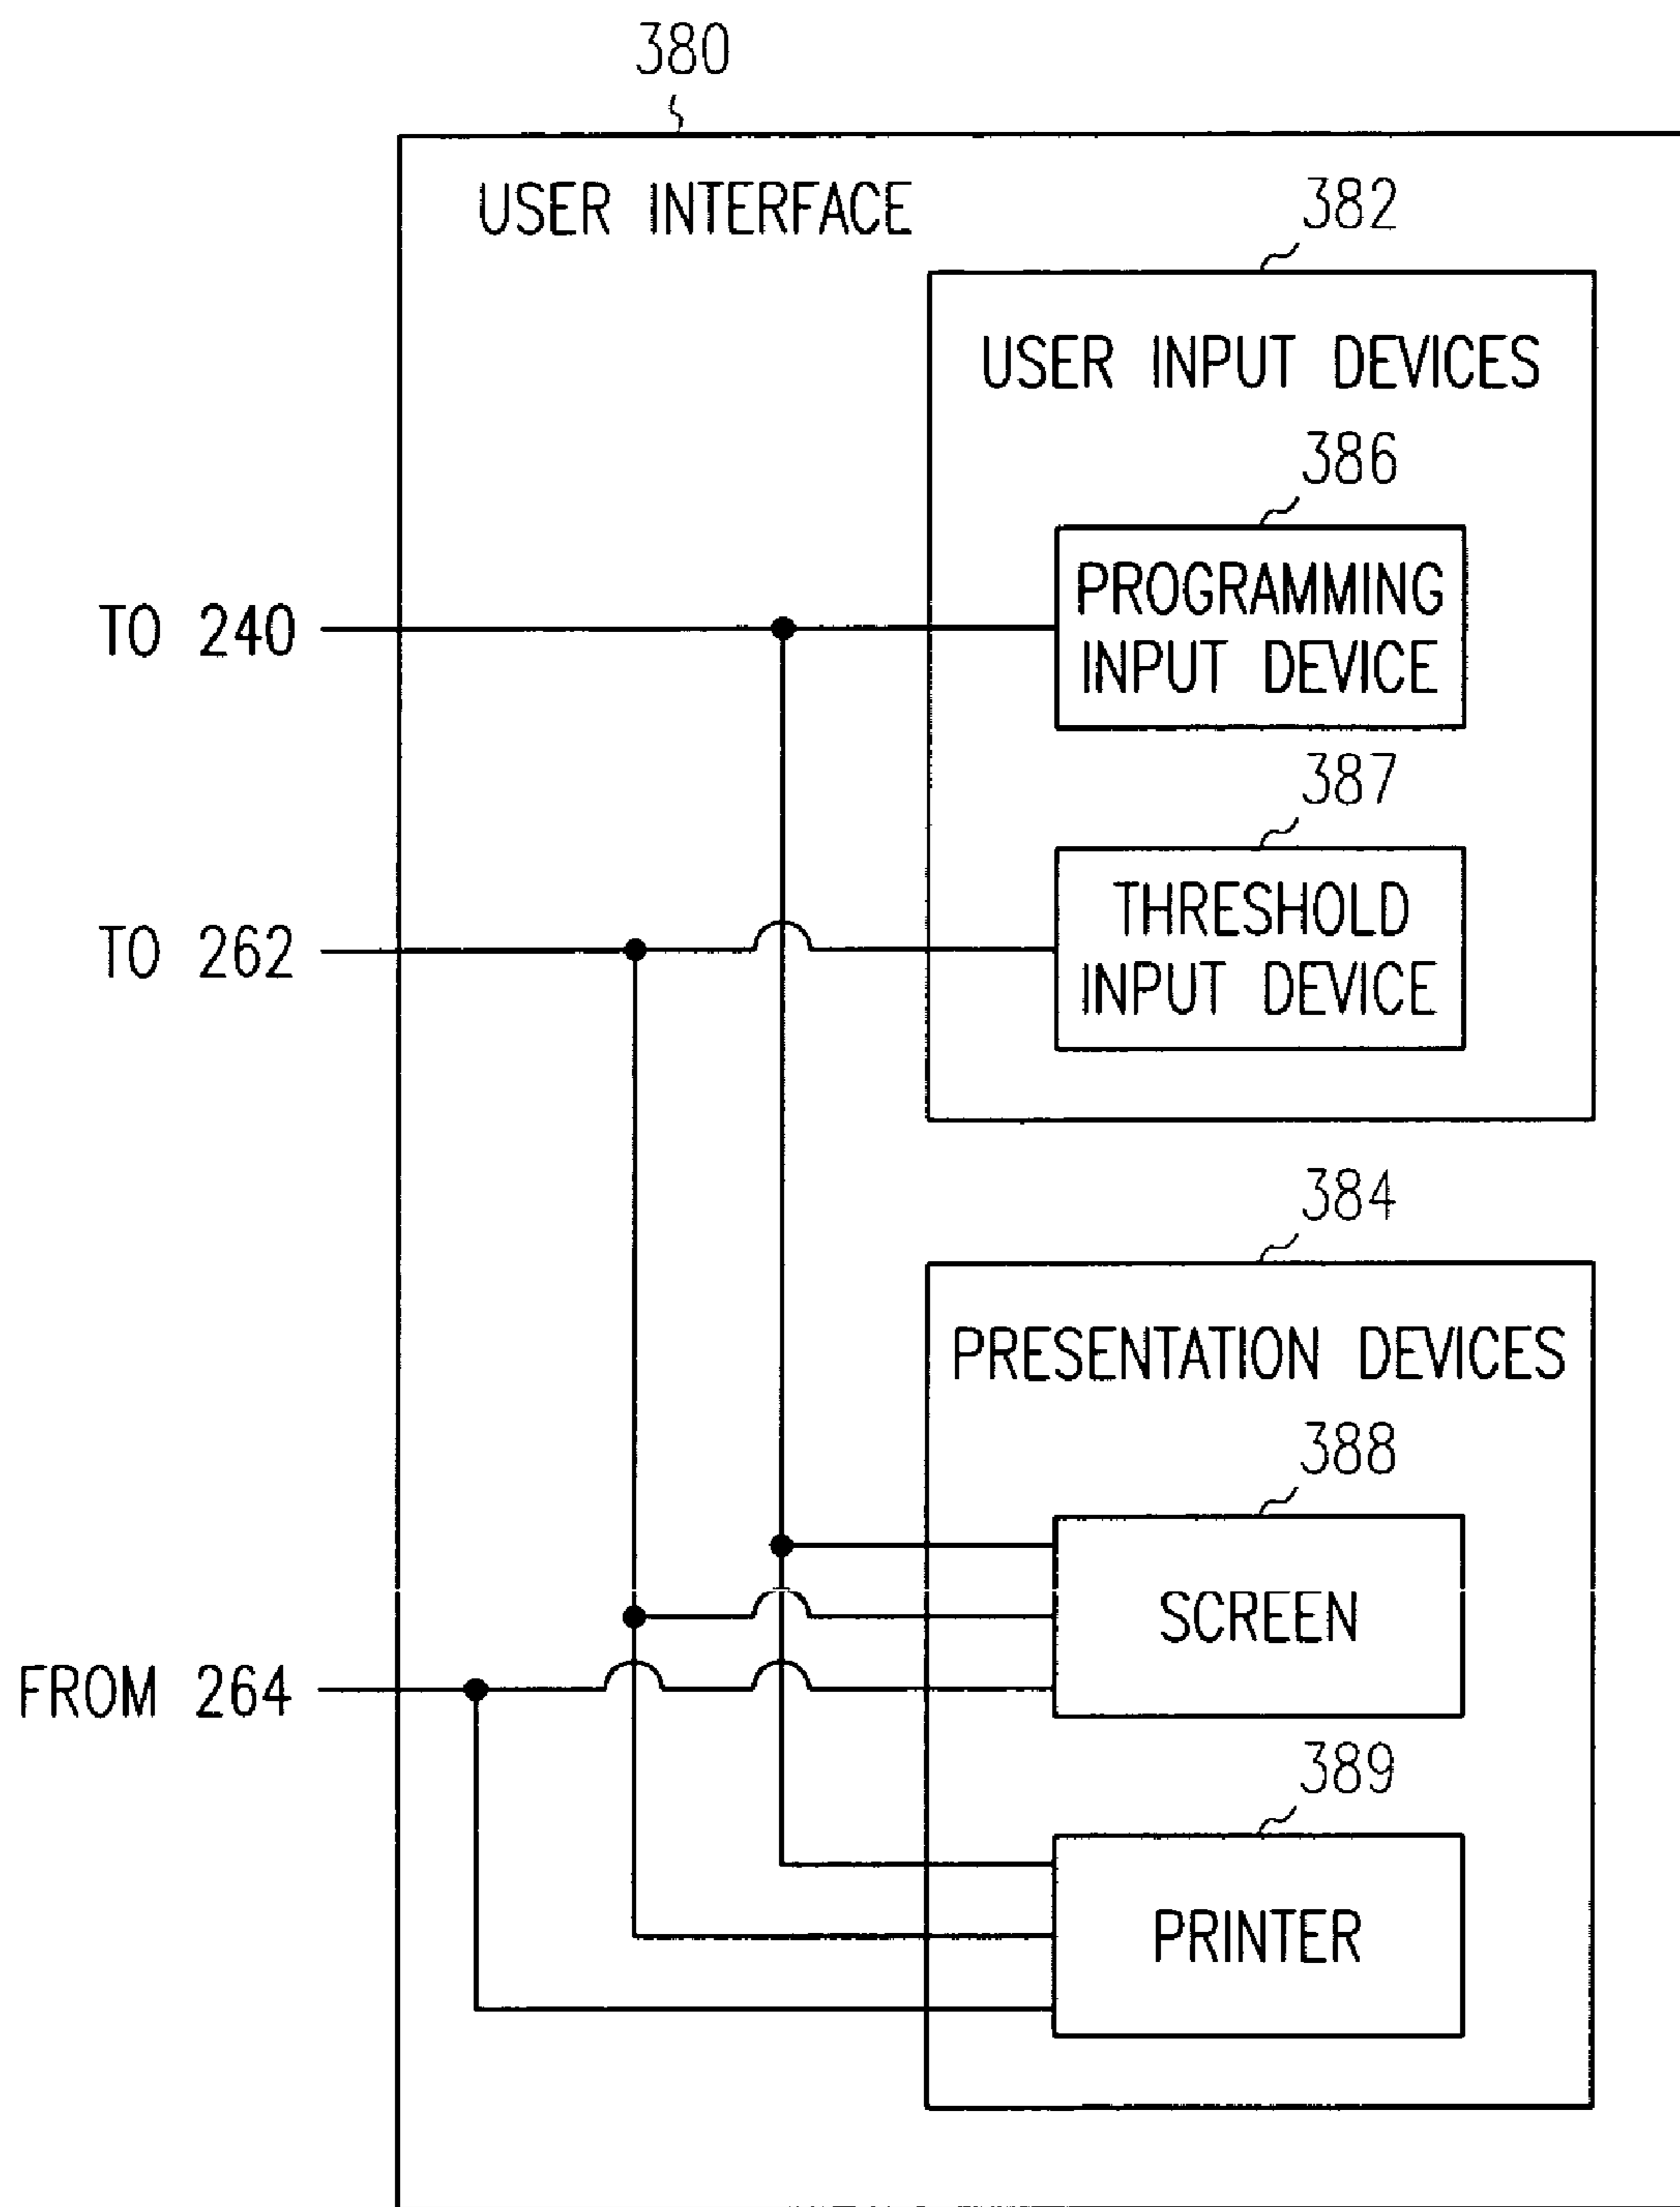 380
USER INTERFACE
382
USER INPUT DEVICES
386
PROGRAMMING
INPUT DEVICE
TO 240
387
THRESHOLD
INPUT DEVICE
TO 262
384
PRESENTATION DEVICES
388
SCREEN
FROM 264
389
PRINTER